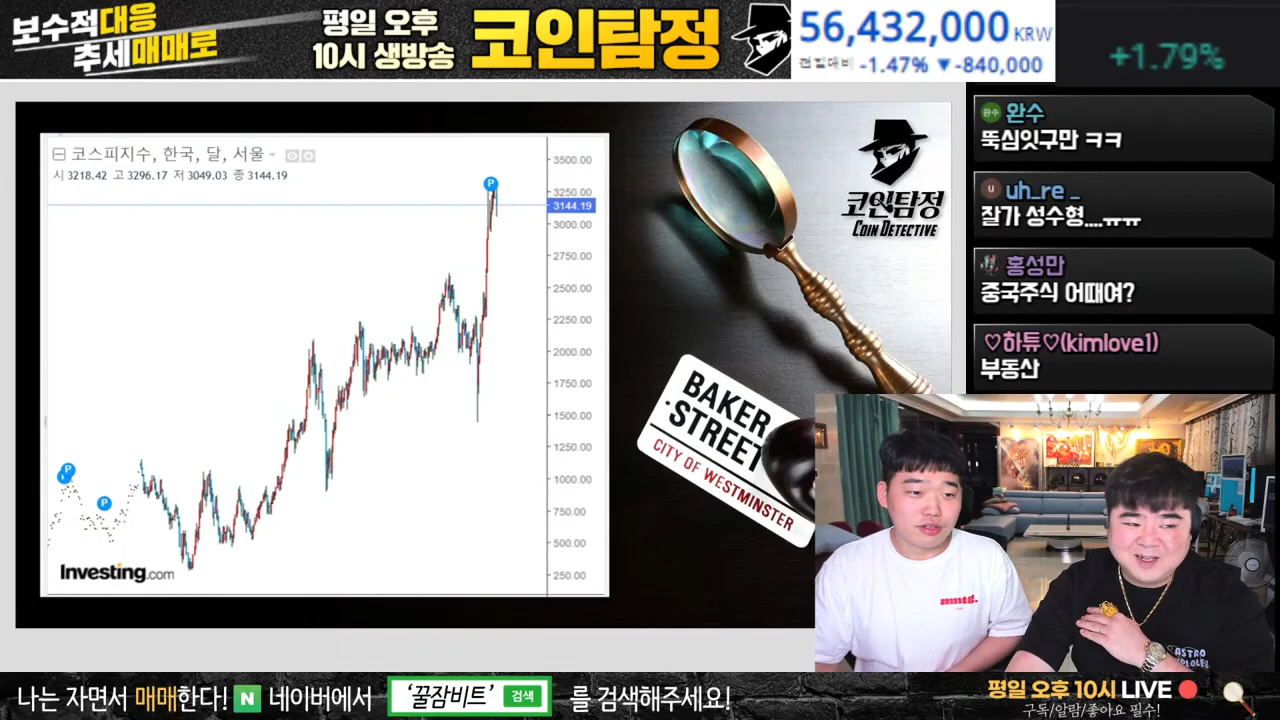 보수적대응
추세매매로
평일 오후
10시 생방송
코인탐정
56,432,000 KRW
전일대비 -1.47% ▼-840,000
+1.79%
코스피지수, 한국, 달, 서울
시 3218.42 고 3296.17 저 3049.03 종 3144.19
P
P
P
3500.00
3250.00
3144.19
3000.00
2750.00
2500.00
2250.00
2000.00
1750.00
1500.00
1250.00
1000.00
750.00
500.00
250.00
Investing.com
코인탐정
COIN DETECTIVE
BAKER
STREET
CITY OF WESTMINSTER
완수
완수
뚝심잇구만 ㅋㅋ
U
uh_re_
잘가 성수형....ㅠㅠ
홍성만
중국주식 어때여?
♡하튜♡(kimlove1)
부동산
mmtg.
ASTRO
나는 자면서 매매한다! N 네이버에서 '꿀잠비트' 검색 를 검색해주세요!
평일 오후 10시 LIVE
구독/알람/좋아요 필수!